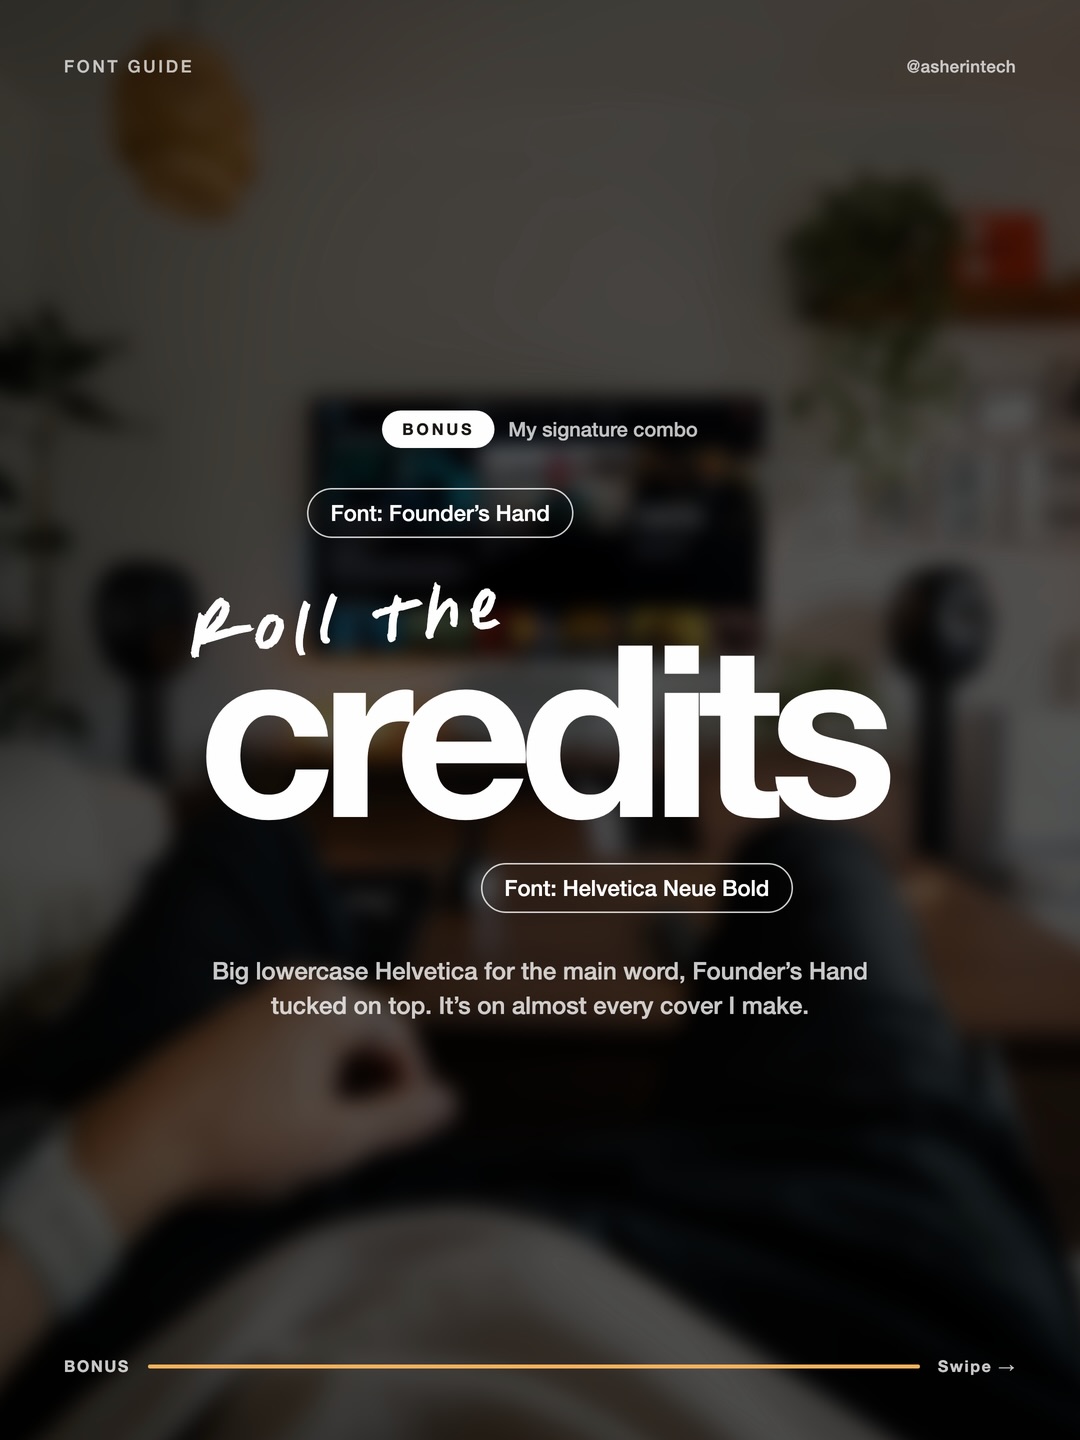 FONT GUIDE
@asherintech
BONUS My signature combo
Font: Founder’s Hand
Roll the
credits
Font: Helvetica Neue Bold
Big lowercase Helvetica for the main word, Founder’s Hand
tucked on top. It’s on almost every cover I make.
BONUS
Swipe →